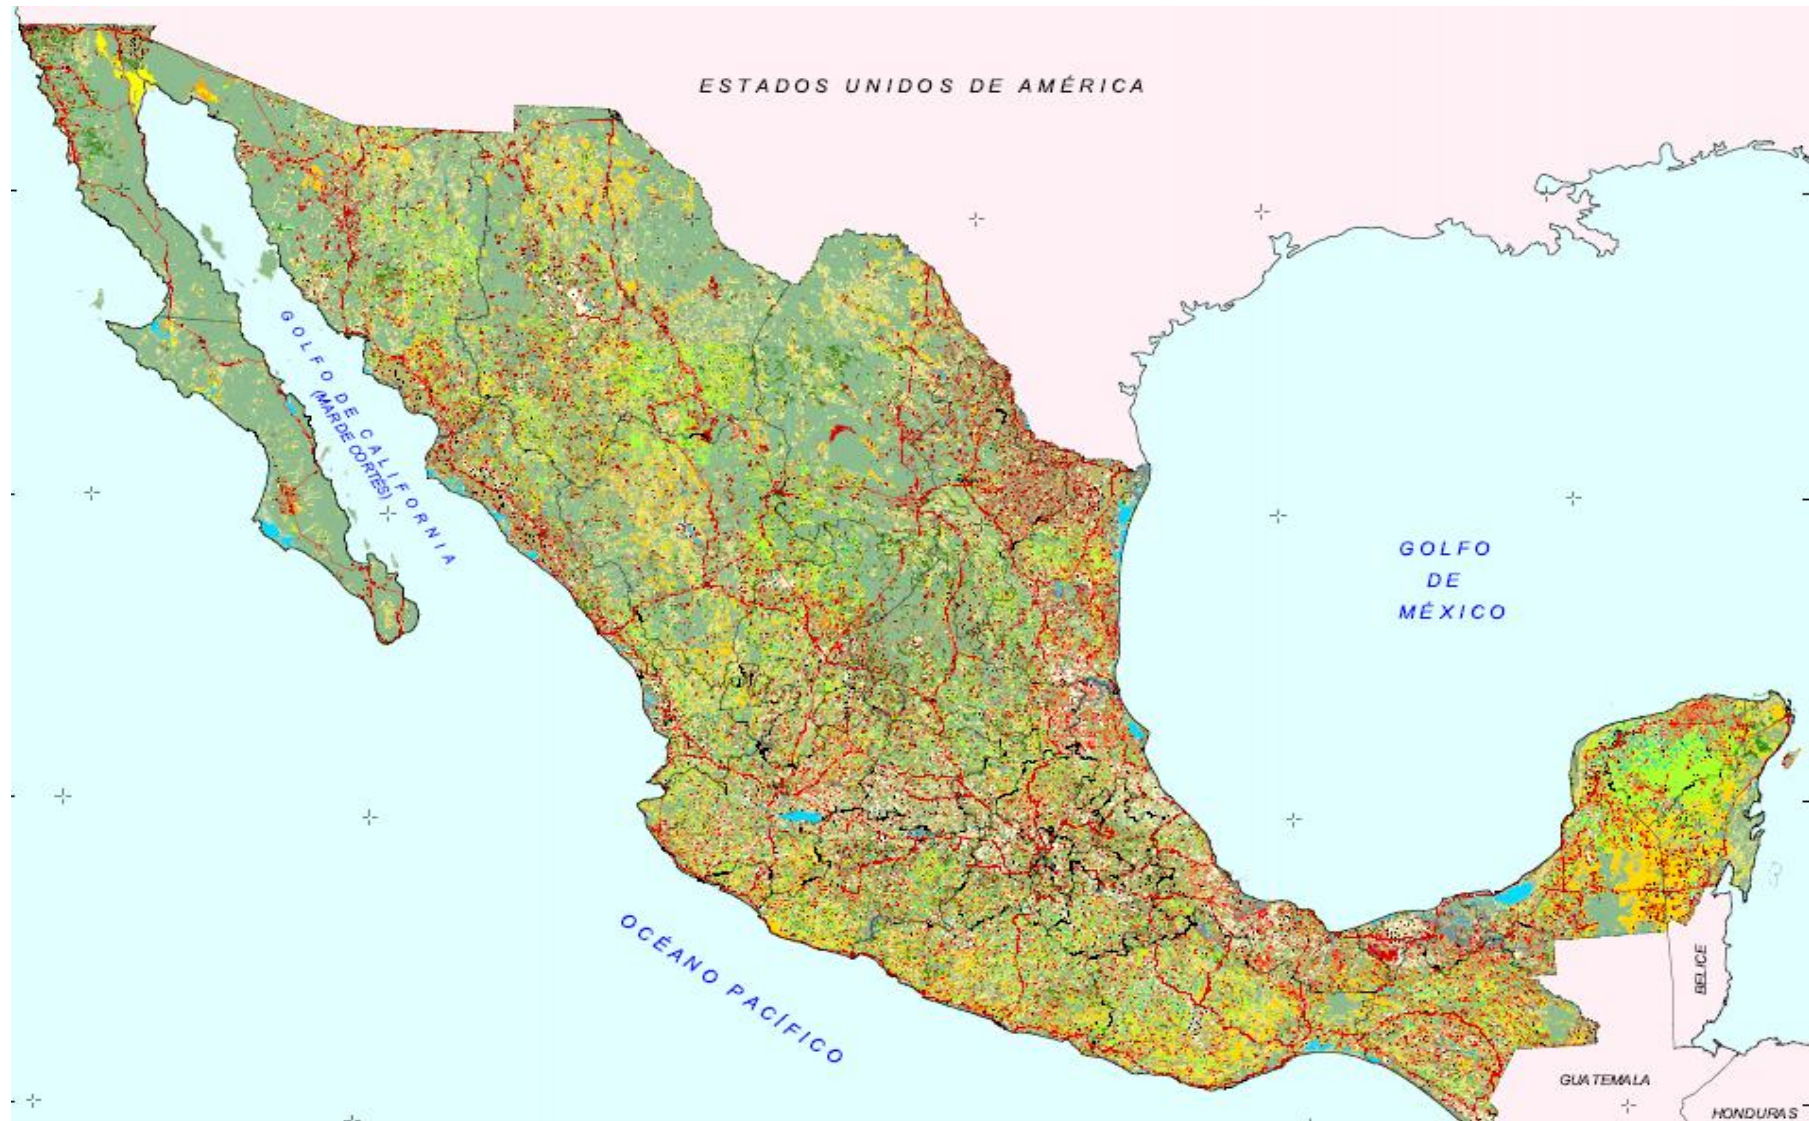 ESTADOS UNIDOS DE AMÉRICA
GOLFO DE CALIFORNIA
(MAR DE CORTÉS)
GOLFO
DE
MÉXICO
OCÉANO PACÍFICO
BELICE
GUATEMALA
HONDURAS